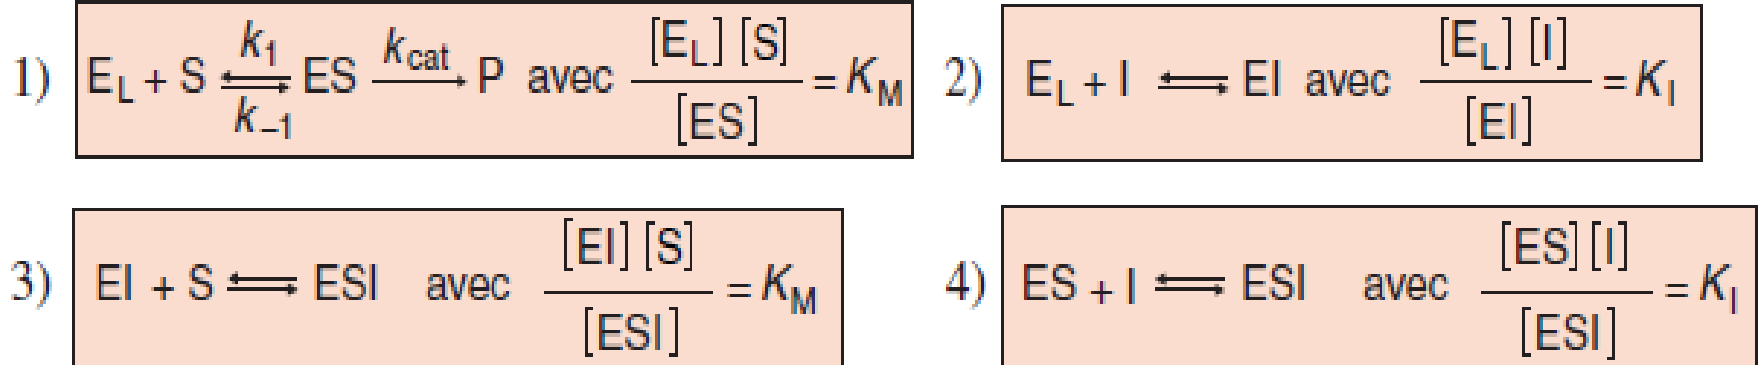 1) E_L + S ⇌ (k_1 / k_−1) ES →(k_cat) P avec [E_L] [S] / [ES] = K_M
2) E_L + I ⇌ EI avec [E_L] [I] / [EI] = K_I
3) EI + S ⇌ ESI avec [EI] [S] / [ESI] = K_M
4) ES + I ⇌ ESI avec [ES] [I] / [ESI] = K_I